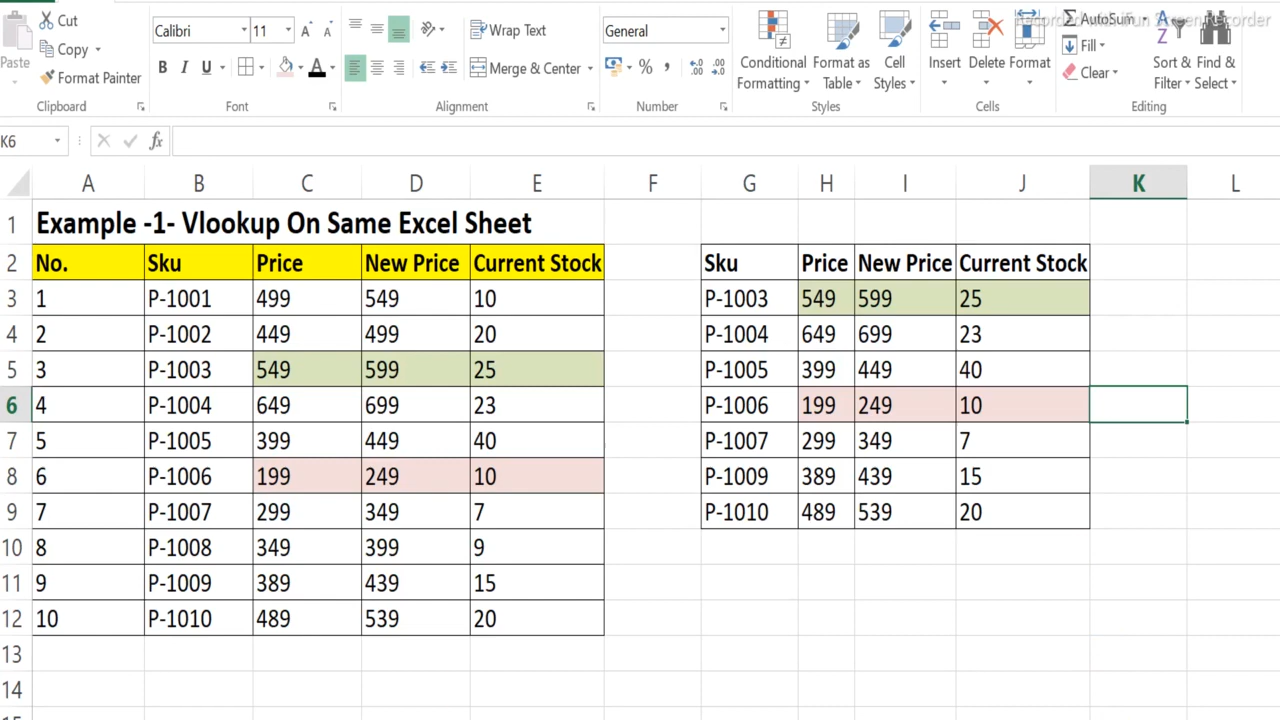 Cut
Copy
Format Painter
Paste
Clipboard
Calibri 11 A A
B I U A
Font
Wrap Text
Merge & Center
Alignment
General
% ,
Number
Conditional Formatting
Format as Table
Cell Styles
Styles
Insert Delete Format
Cells
AutoSum
Fill
Clear
Sort & Filter
Find & Select
Editing
K6 fx
A B C D E F G H I J K L
1 Example -1- Vlookup On Same Excel Sheet
2 No. Sku Price New Price Current Stock Sku Price New Price Current Stock
3 1 P-1001 499 549 10 P-1003 549 599 25
4 2 P-1002 449 499 20 P-1004 649 699 23
5 3 P-1003 549 599 25 P-1005 399 449 40
6 4 P-1004 649 699 23 P-1006 199 249 10
7 5 P-1005 399 449 40 P-1007 299 349 7
8 6 P-1006 199 249 10 P-1009 389 439 15
9 7 P-1007 299 349 7 P-1010 489 539 20
10 8 P-1008 349 399 9
11 9 P-1009 389 439 15
12 10 P-1010 489 539 20
13
14